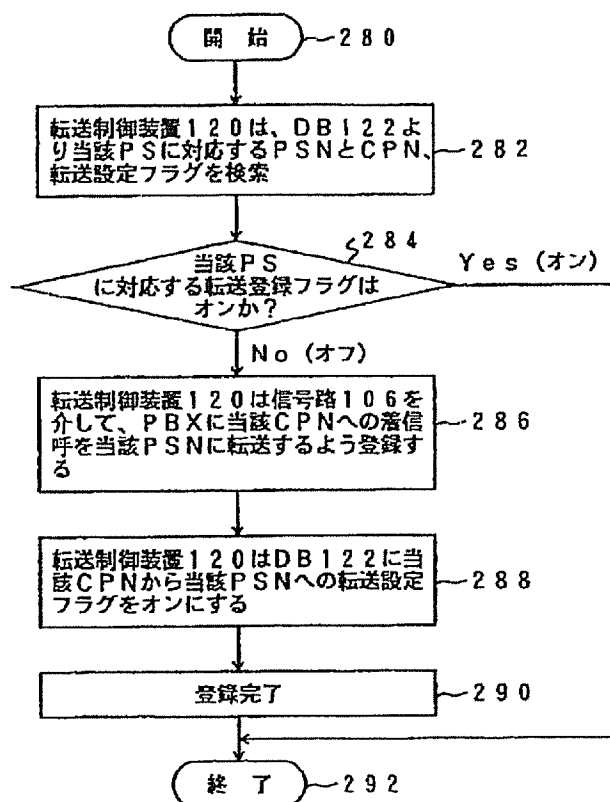 開 始
280
転送制御装置120は、DB122よ
り当該PSに対応するPSNとCPN、
転送設定フラグを検索
282
284
当該PS
に対応する転送登録フラグは
オンか?
Yes(オン)
No(オフ)
転送制御装置120は信号路106を
介して、PBXに当該CPNへの着信
呼を当該PSNに転送するよう登録す
る
286
転送制御装置120はDB122に当
該CPNから当該PSNへの転送設定
フラグをオンにする
288
登録完了
290
終 了
292